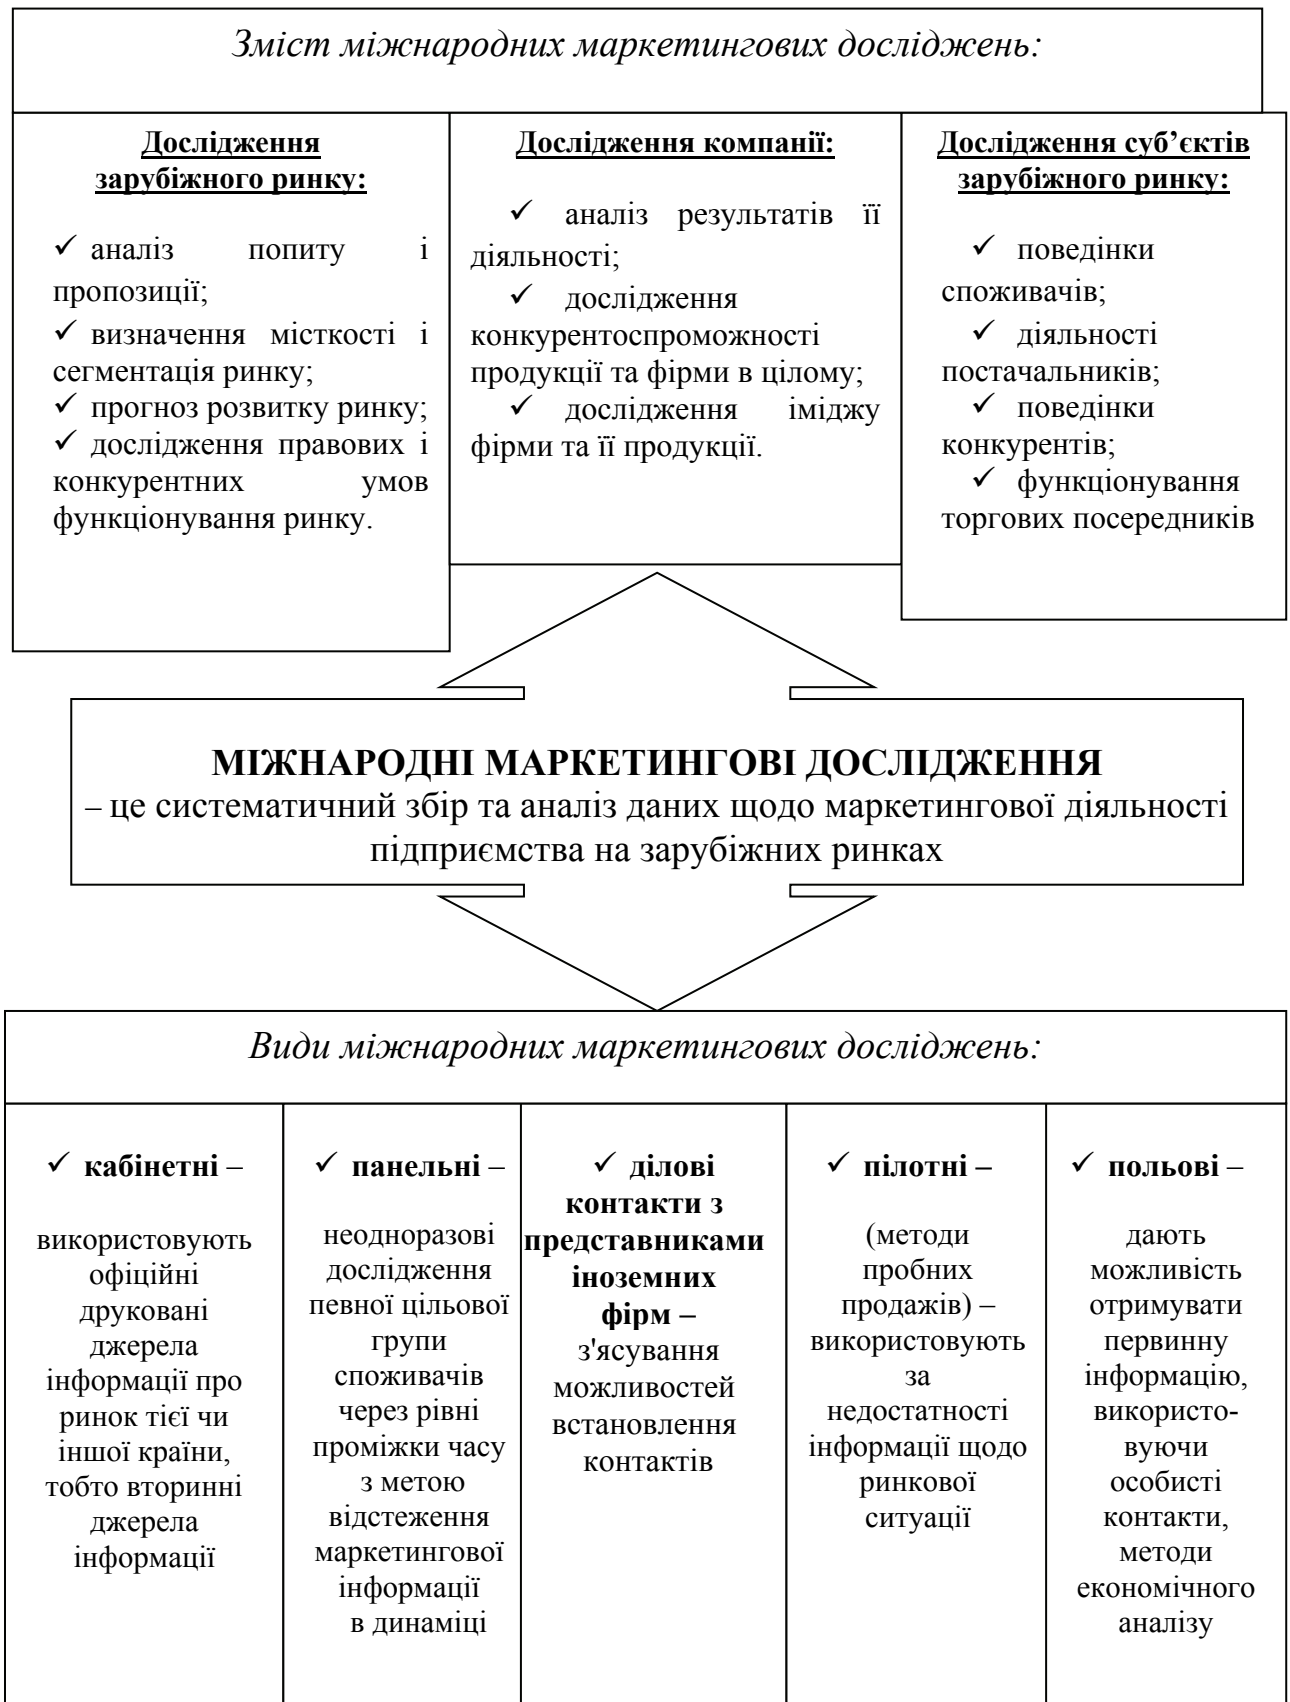 Зміст міжнародних маркетингових досліджень:
Дослідження
зарубіжного ринку:
✓ аналіз попиту і
пропозиції;
✓ визначення місткості і
сегментація ринку;
✓ прогноз розвитку ринку;
✓ дослідження правових і
конкурентних умов
функціонування ринку.
Дослідження компанії:
✓ аналіз результатів її
діяльності;
✓ дослідження
конкурентоспроможності
продукції та фірми в цілому;
✓ дослідження іміджу
фірми та її продукції.
Дослідження суб’єктів
зарубіжного ринку:
✓ поведінки
споживачів;
✓ діяльності
постачальників;
✓ поведінки
конкурентів;
✓ функціонування
торгових посередників
МІЖНАРОДНІ МАРКЕТИНГОВІ ДОСЛІДЖЕННЯ
– це систематичний збір та аналіз даних щодо маркетингової діяльності
підприємства на зарубіжних ринках
Види міжнародних маркетингових досліджень:
✓ кабінетні –
використовують
офіційні
друковані
джерела
інформації про
ринок тієї чи
іншої країни,
тобто вторинні
джерела
інформації
✓ панельні –
неодноразові
дослідження
певної цільової
групи
споживачів
через рівні
проміжки часу
з метою
відстеження
маркетингової
інформації
в динаміці
✓ ділові
контакти з
представниками
іноземних
фірм –
з'ясування
можливостей
встановлення
контактів
✓ пілотні –
(методи
пробних
продажів) –
використовують
за
недостатності
інформації щодо
ринкової
ситуації
✓ польові –
дають
можливість
отримувати
первинну
інформацію,
використо-
вуючи
особисті
контакти,
методи
економічного
аналізу